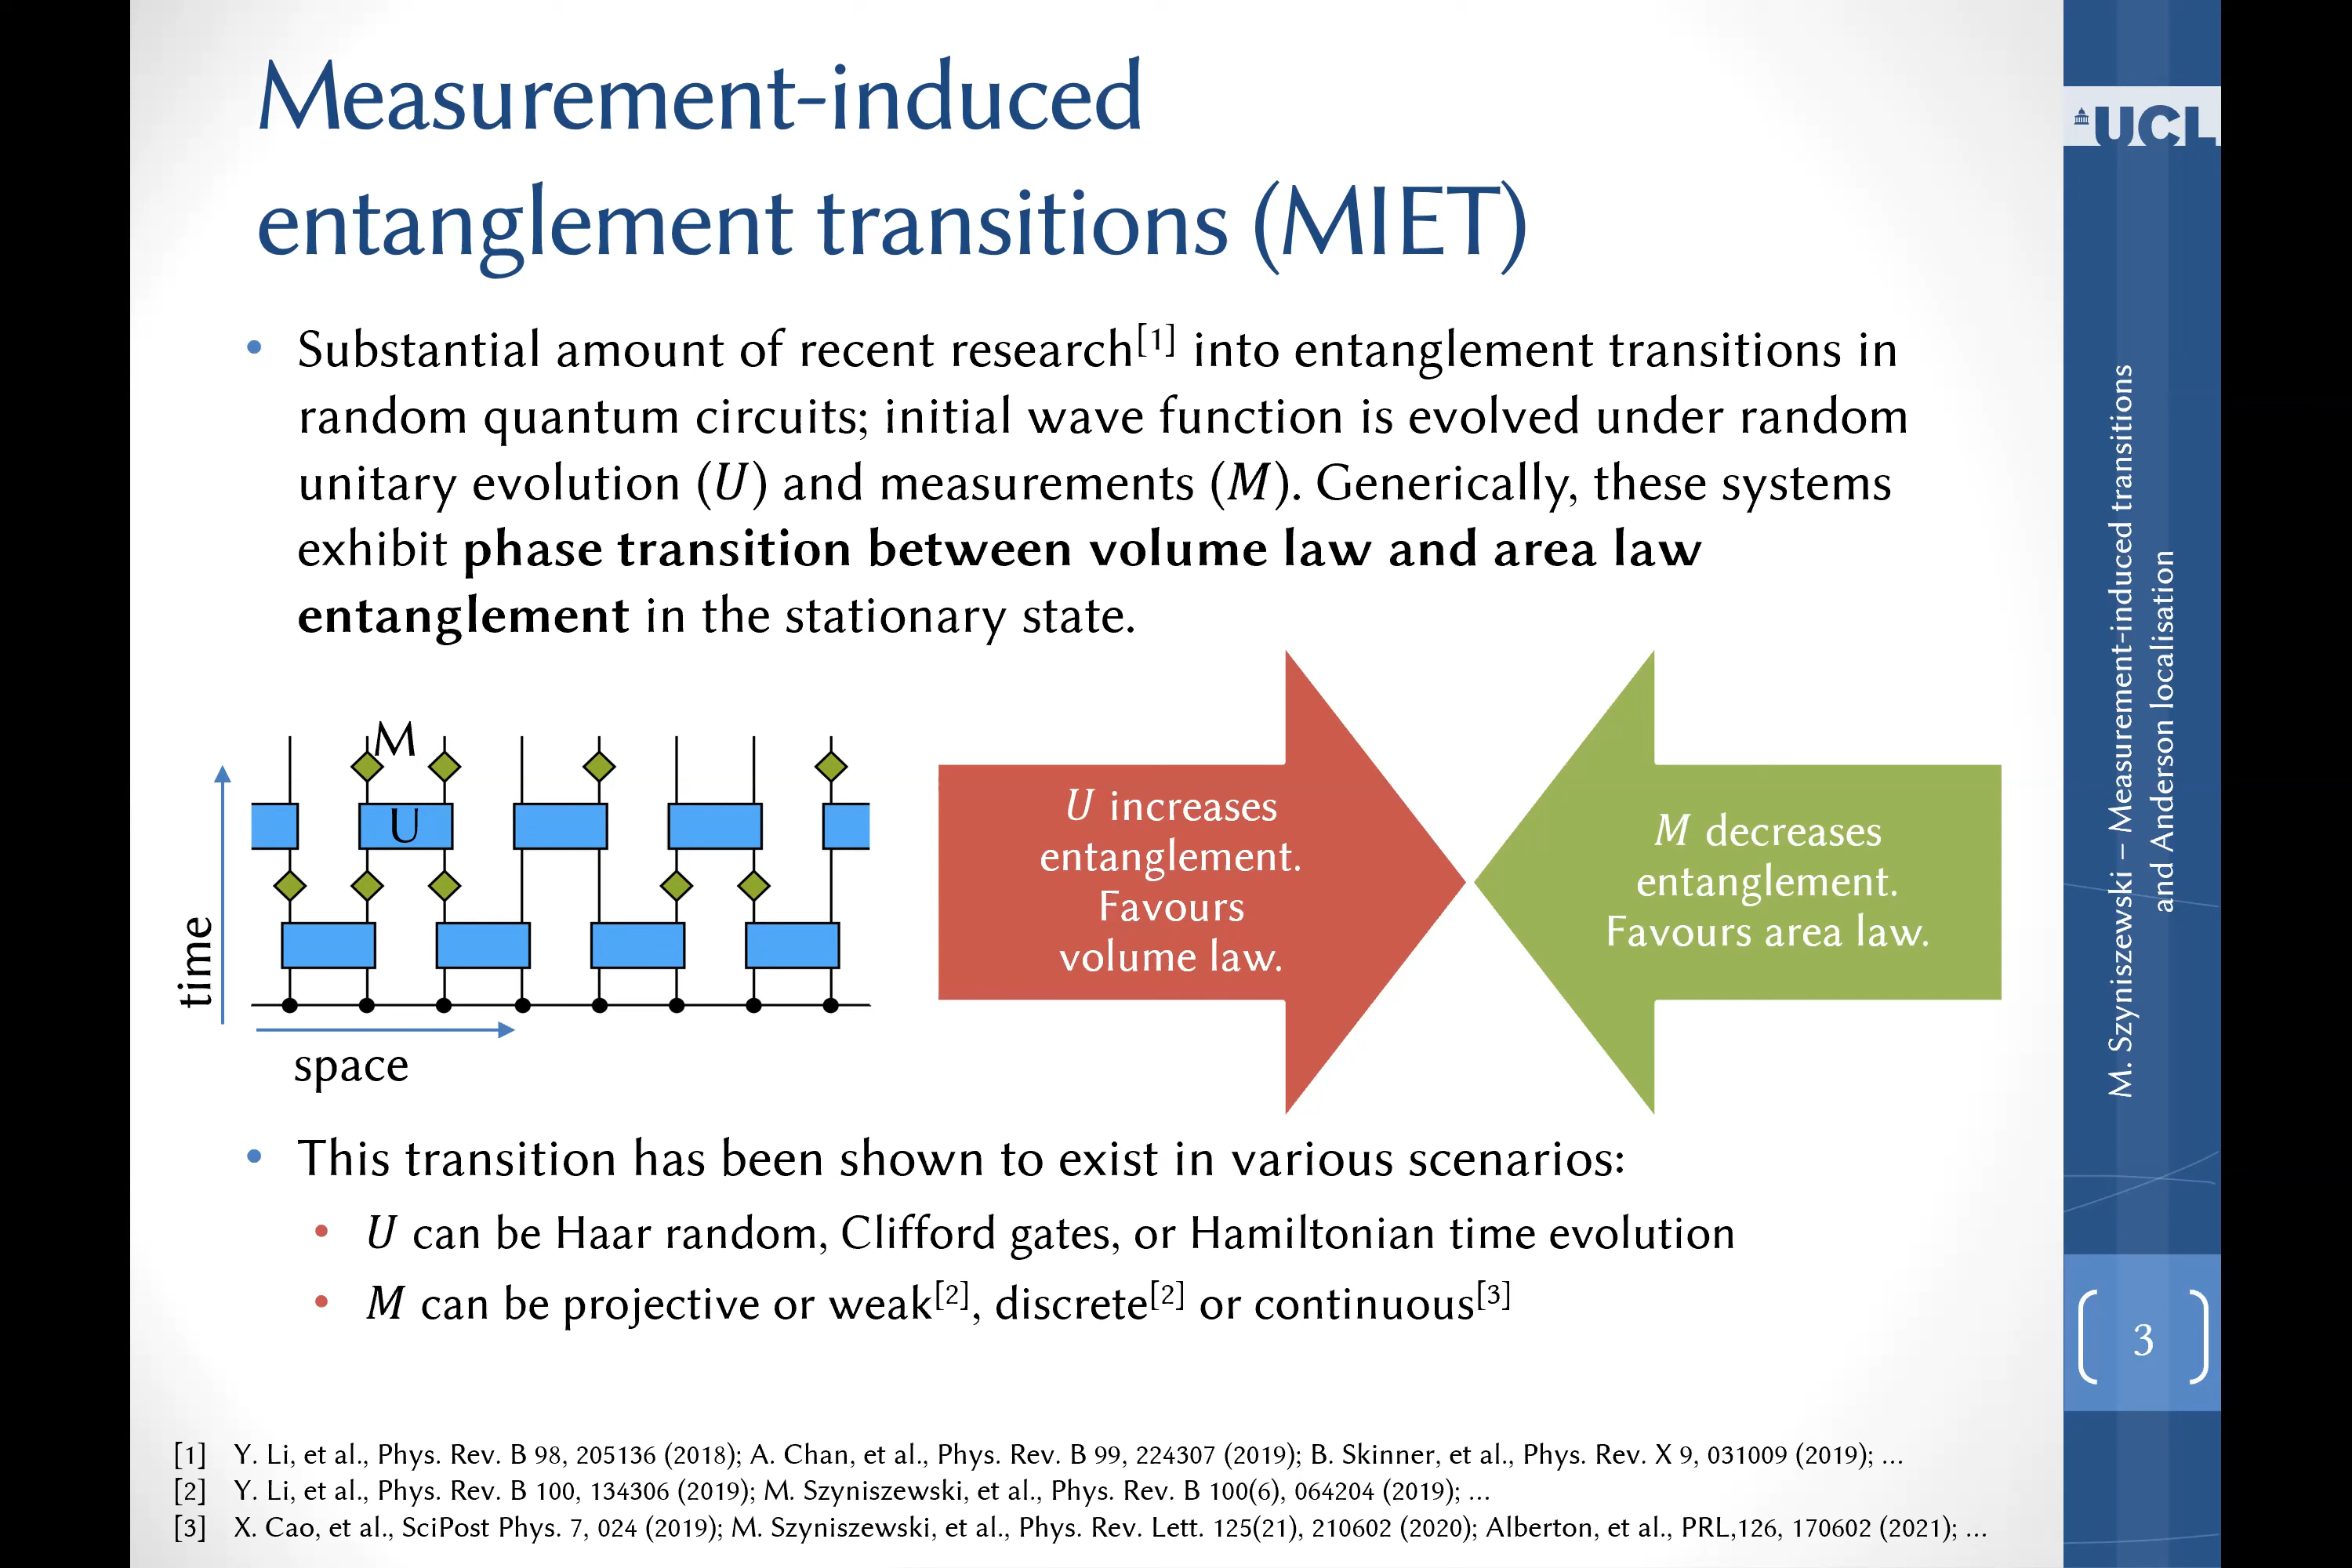 Measurement-induced
entanglement transitions (MIET)
• Substantial amount of recent research[1] into entanglement transitions in
random quantum circuits; initial wave function is evolved under random
unitary evolution (U) and measurements (M). Generically, these systems
exhibit phase transition between volume law and area law
entanglement in the stationary state.
M
U
time
space
U increases
entanglement.
Favours
volume law.
M decreases
entanglement.
Favours area law.
• This transition has been shown to exist in various scenarios:
• U can be Haar random, Clifford gates, or Hamiltonian time evolution
• M can be projective or weak[2], discrete[2] or continuous[3]
[1] Y. Li, et al., Phys. Rev. B 98, 205136 (2018); A. Chan, et al., Phys. Rev. B 99, 224307 (2019); B. Skinner, et al., Phys. Rev. X 9, 031009 (2019); ...
[2] Y. Li, et al., Phys. Rev. B 100, 134306 (2019); M. Szyniszewski, et al., Phys. Rev. B 100(6), 064204 (2019); ...
[3] X. Cao, et al., SciPost Phys. 7, 024 (2019); M. Szyniszewski, et al., Phys. Rev. Lett. 125(21), 210602 (2020); Alberton, et al., PRL,126, 170602 (2021); ...
UCL
M. Szyniszewski – Measurement-induced transitions
and Anderson localisation
3